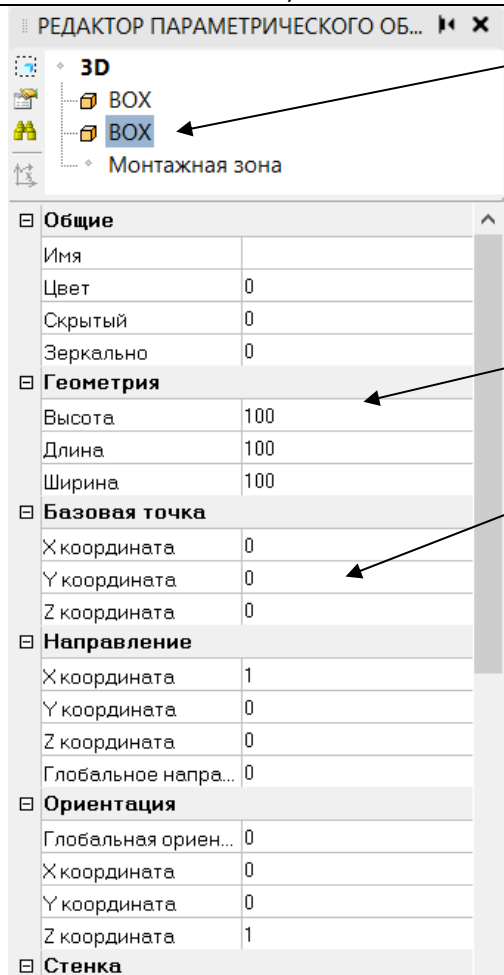 РЕДАКТОР ПАРАМЕТРИЧЕСКОГО ОБ...
3D
BOX
BOX
Монтажная зона
Общие
Имя
Цвет 0
Скрытый 0
Зеркально 0
Геометрия
Высота 100
Длина 100
Ширина 100
Базовая точка
X координата 0
Y координата 0
Z координата 0
Направление
X координата 1
Y координата 0
Z координата 0
Глобальное напра... 0
Ориентация
Глобальная ориен... 0
X координата 0
Y координата 0
Z координата 1
Стенка